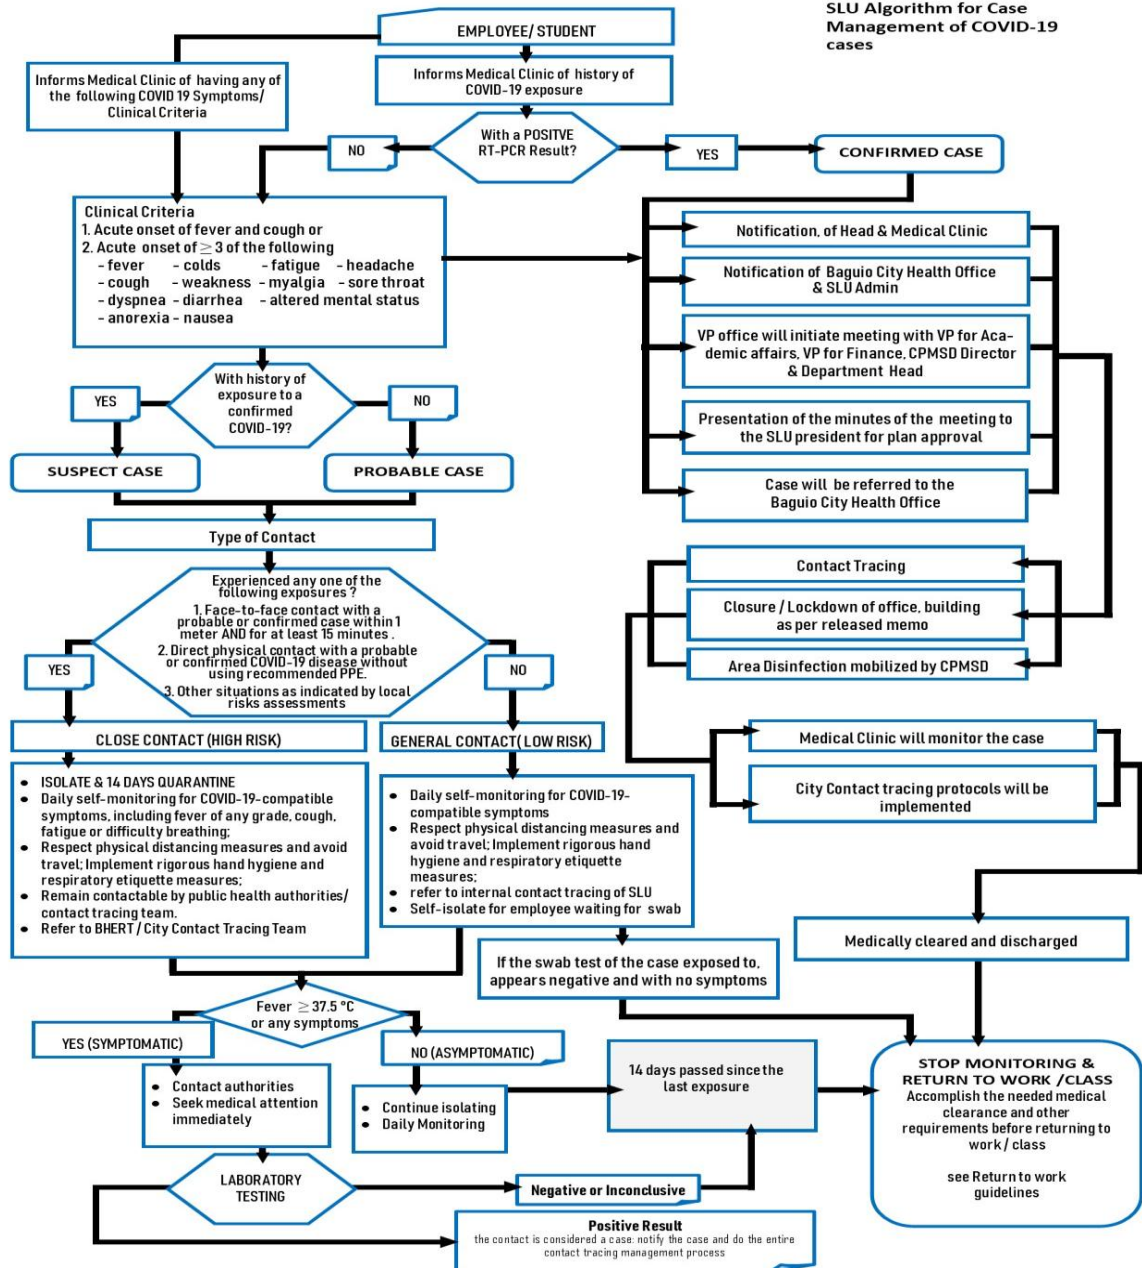 SLU Algorithm for Case
Management of COVID-19
cases
EMPLOYEE/ STUDENT
Informs Medical Clinic of having any of
the following COVID 19 Symptoms/
Clinical Criteria
Informs Medical Clinic of history of
COVID-19 exposure
With a POSITVE
RT-PCR Result?
NO
YES
CONFIRMED CASE
Clinical Criteria
1. Acute onset of fever and cough or
2. Acute onset of ≥ 3 of the following
- fever - colds - fatigue - headache
- cough - weakness - myalgia - sore throat
- dyspnea - diarrhea - altered mental status
- anorexia - nausea
Notification, of Head & Medical Clinic
Notification of Baguio City Health Office
& SLU Admin
VP office will initiate meeting with VP for Aca-
demic affairs, VP for Finance, CPMSD Director
& Department Head
Presentation of the minutes of the meeting to
the SLU president for plan approval
Case will be referred to the
Baguio City Health Office
With history of
exposure to a
confirmed
COVID-19?
YES
NO
SUSPECT CASE
PROBABLE CASE
Type of Contact
Experienced any one of the
following exposures ?
1. Face-to-face contact with a
probable or confirmed case within 1
meter AND for at least 15 minutes .
2. Direct physical contact with a probable
or confirmed COVID-19 disease without
using recommended PPE.
3. Other situations as indicated by local
risks assessments
YES
NO
Contact Tracing
Closure / Lockdown of office, building
as per released memo
Area Disinfection mobilized by CPMSD
Medical Clinic will monitor the case
City Contact tracing protocols will be
implemented
CLOSE CONTACT (HIGH RISK)
GENERAL CONTACT( LOW RISK)
• ISOLATE & 14 DAYS QUARANTINE
• Daily self-monitoring for COVID-19-compatible
symptoms, including fever of any grade, cough,
fatigue or difficulty breathing;
• Respect physical distancing measures and avoid
travel; Implement rigorous hand hygiene and
respiratory etiquette measures;
• Remain contactable by public health authorities/
contact tracing team.
• Refer to BHERT / City Contact Tracing Team
• Daily self-monitoring for COVID-19-
compatible symptoms
• Respect physical distancing measures and
avoid travel; Implement rigorous hand
hygiene and respiratory etiquette
measures;
• refer to internal contact tracing of SLU
• Self-isolate for employee waiting for swab
If the swab test of the case exposed to,
appears negative and with no symptoms
Medically cleared and discharged
Fever ≥ 37.5 °C
or any symptoms
YES (SYMPTOMATIC)
NO (ASYMPTOMATIC)
• Contact authorities
• Seek medical attention
immediately
• Continue isolating
• Daily Monitoring
14 days passed since the
last exposure
STOP MONITORING &
RETURN TO WORK /CLASS
Accomplish the needed medical
clearance and other
requirements before returning to
work / class
see Return to work
guidelines
LABORATORY
TESTING
Negative or Inconclusive
Positive Result
the contact is considered a case: notify the case and do the entire
contact tracing management process